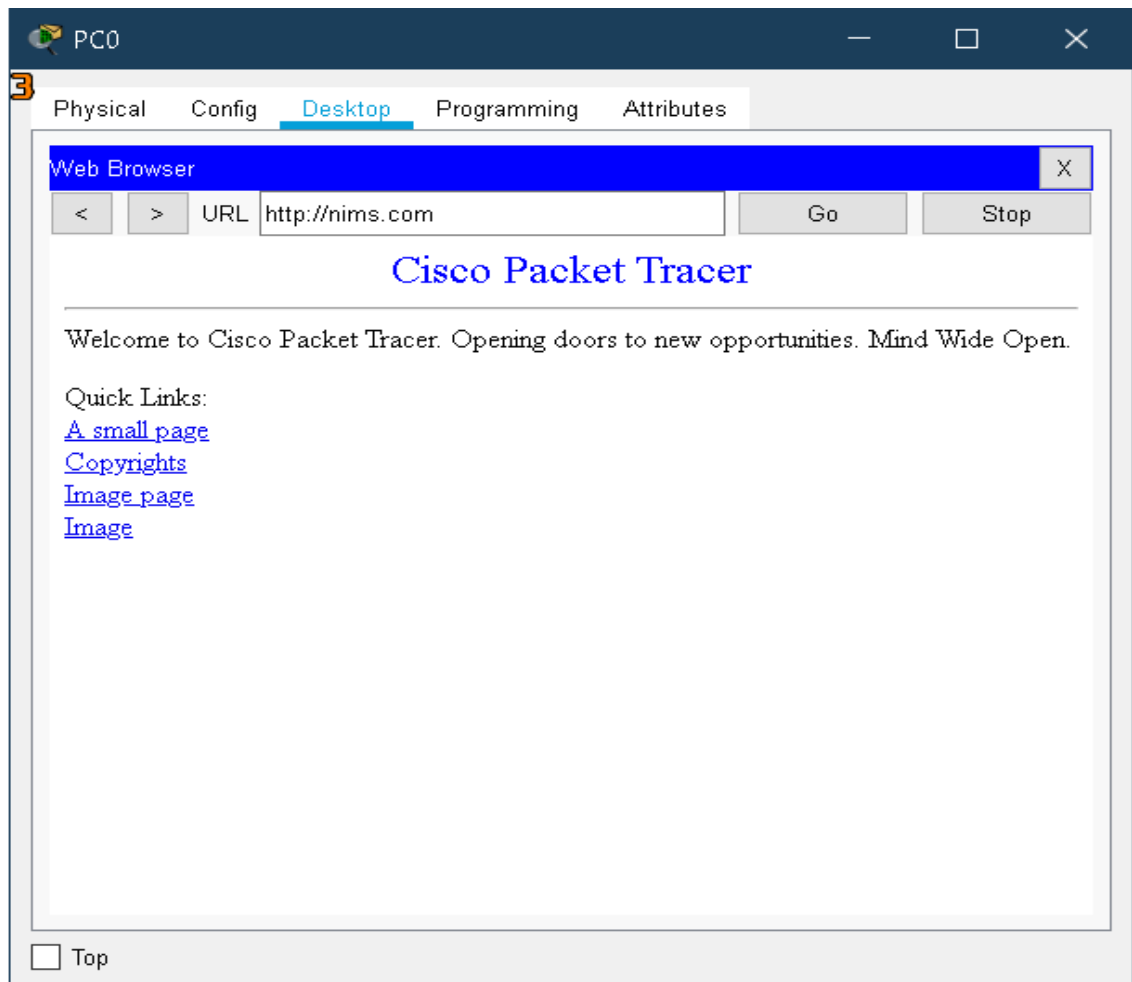 PC0
3
Physical Config Desktop Programming Attributes
Web Browser X
< > URL http://nims.com Go Stop
Cisco Packet Tracer
Welcome to Cisco Packet Tracer. Opening doors to new opportunities. Mind Wide Open.
Quick Links:
A small page
Copyrights
Image page
Image
Top